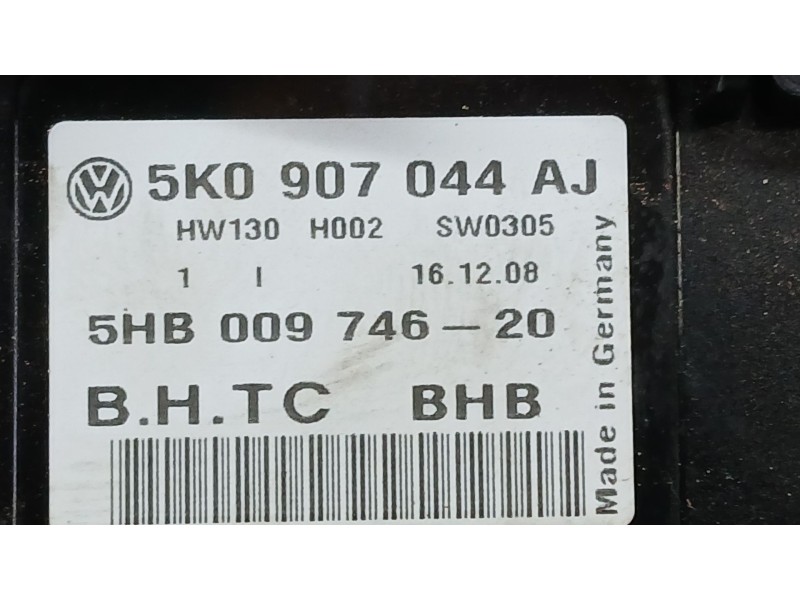 5K0 907 044 AJ
HW130 H002 SW0305
1 I 16.12.08
5HB 009 746-20
B.H.TC BHB
Made in Germany